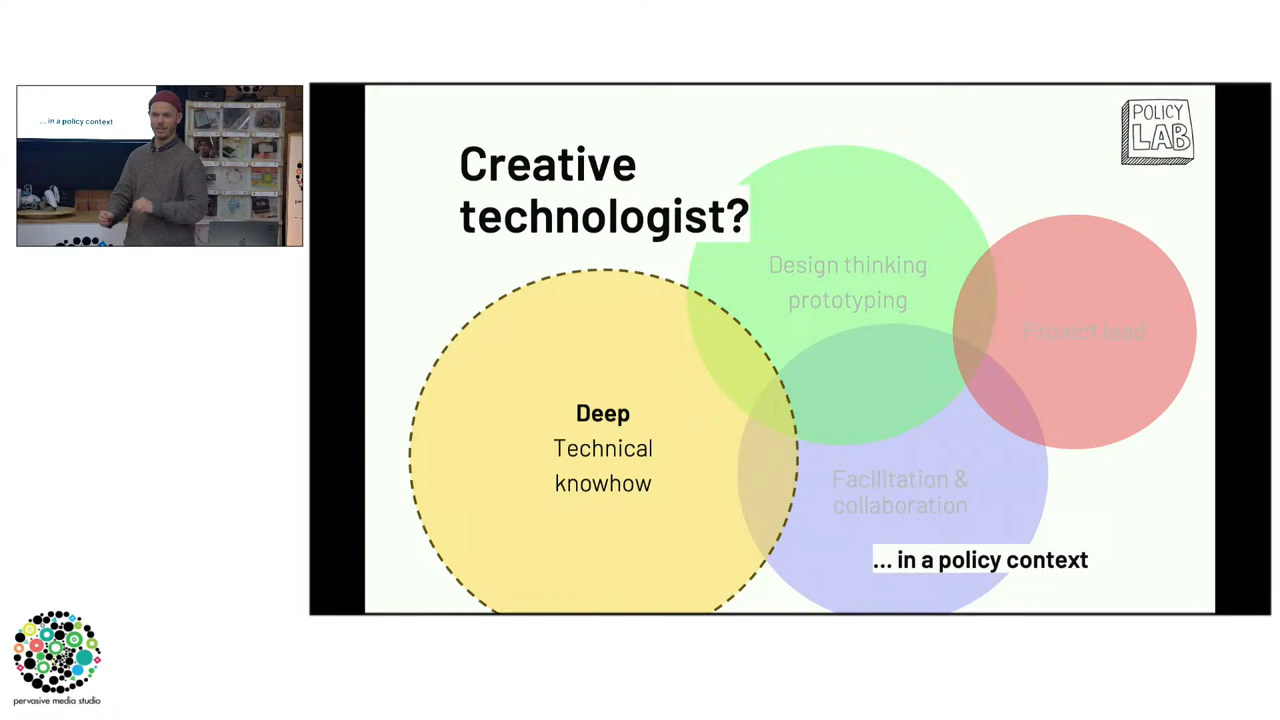 ... in a policy context
POLICY
LAB
Creative
technologist?
Design thinking
prototyping
Project lead
Deep
Technical
knowhow
Facilitation &
collaboration
... in a policy context
pervasive media studio